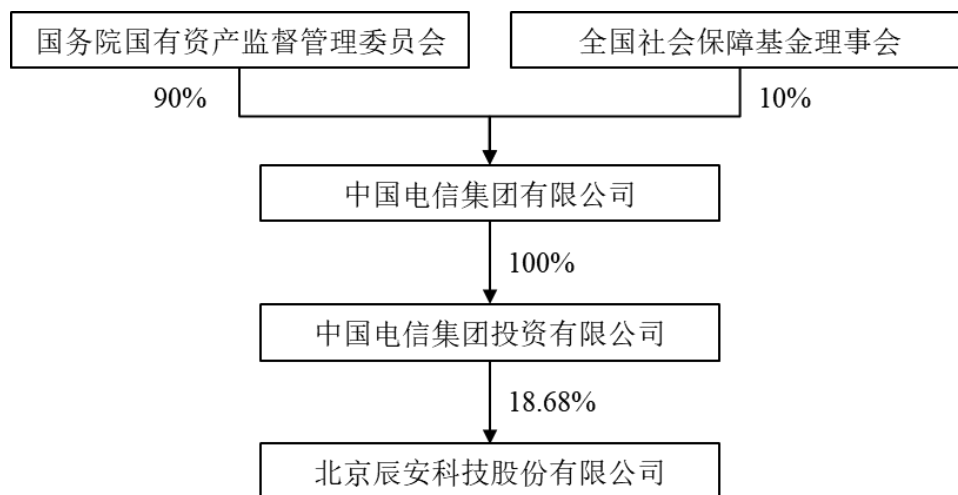 国务院国有资产监督管理委员会
全国社会保障基金理事会
90%
10%
中国电信集团有限公司
100%
中国电信集团投资有限公司
18.68%
北京辰安科技股份有限公司